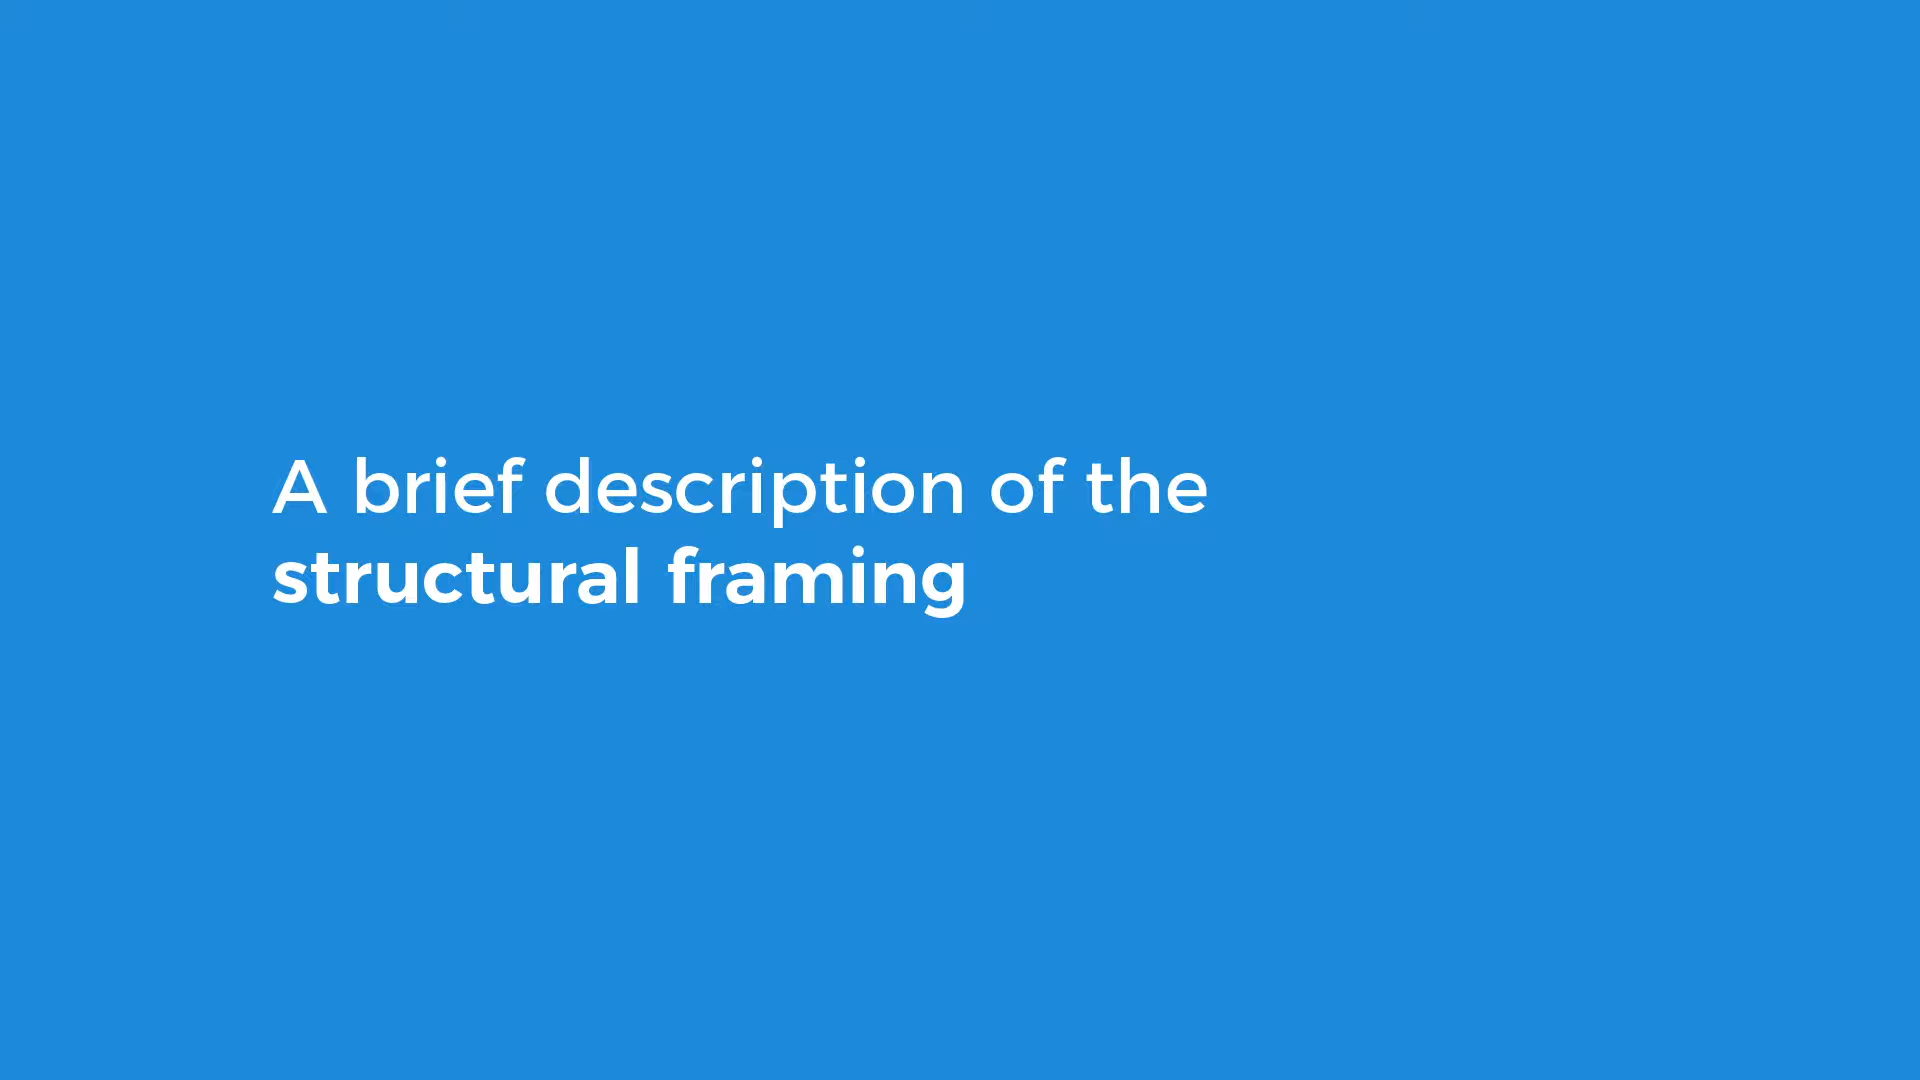 A brief description of the
structural framing